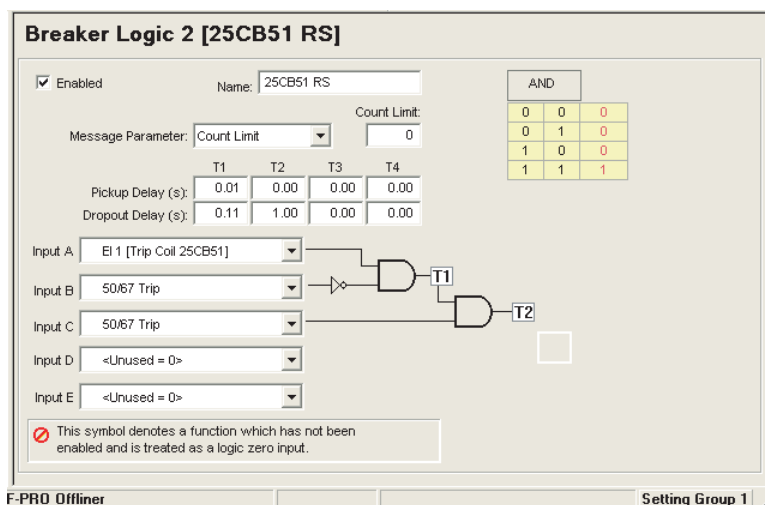 Breaker Logic 2 [25CB51 RS]
Enabled
Name: 25CB51 RS
Count Limit:
Message Parameter: Count Limit 0
T1 T2 T3 T4
Pickup Delay (s): 0.01 0.00 0.00 0.00
Dropout Delay (s): 0.11 1.00 0.00 0.00
AND
0 0 0
0 1 0
1 0 0
1 1 1
Input A EI 1 [Trip Coil 25CB51]
T1
Input B 50/67 Trip
T2
Input C 50/67 Trip
Input D <Unused = 0>
Input E <Unused = 0>
This symbol denotes a function which has not been
enabled and is treated as a logic zero input.
F-PRO Offliner Setting Group 1